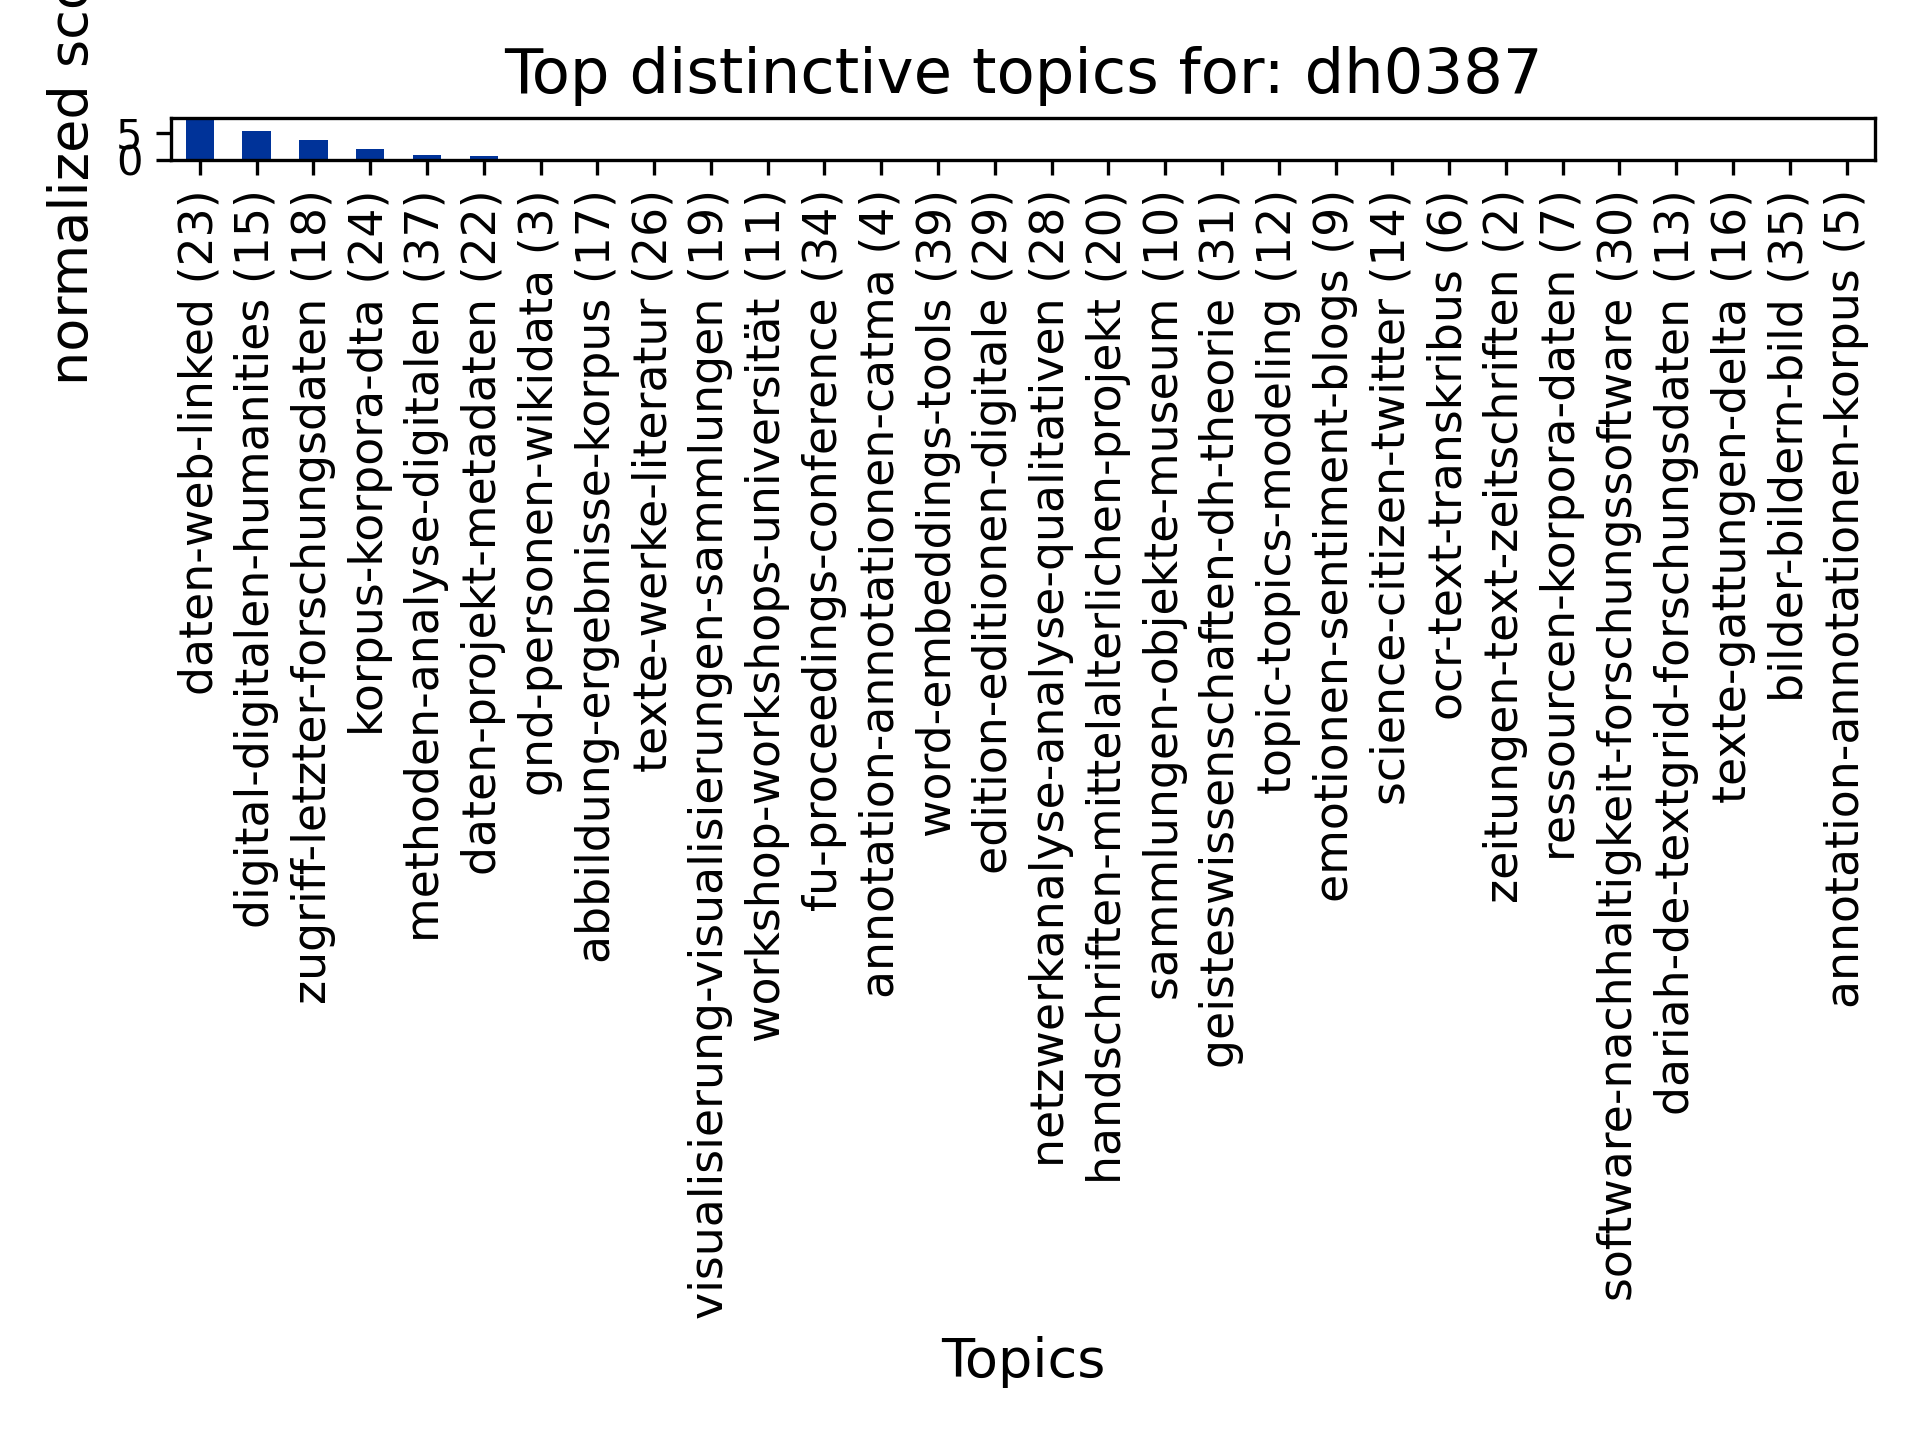 Top distinctive topics for: dh0387
normalized
5
0
daten-web-linked (23)
digital-digitalen-humanities (15)
zugriff-letzter-forschungsdaten (18)
korpus-korpora-dta (24)
methoden-analyse-digitalen (37)
daten-projekt-metadaten (22)
gnd-personen-wikidata (3)
abbildung-ergebnisse-korpus (17)
texte-werke-literatur (26)
visualisierung-visualisierungen-sammlungen (19)
workshop-workshops-universität (11)
fu-proceedings-conference (34)
annotation-annotationen-catma (4)
word-embeddings-tools (39)
edition-editionen-digitale (29)
netzwerkanalyse-analyse-qualitativen (28)
handschriften-mittelalterlichen-projekt (20)
sammlungen-objekte-museum (10)
geisteswissenschaften-dh-theorie (31)
topic-topics-modeling (12)
emotionen-sentiment-blogs (9)
science-citizen-twitter (14)
ocr-text-transkribus (6)
zeitungen-text-zeitschriften (2)
ressourcen-korpora-daten (7)
software-nachhaltigkeit-forschungssoftware (30)
dariah-de-textgrid-forschungsdaten (13)
texte-gattungen-delta (16)
bilder-bildern-bild (35)
annotation-annotationen-korpus (5)
Topics